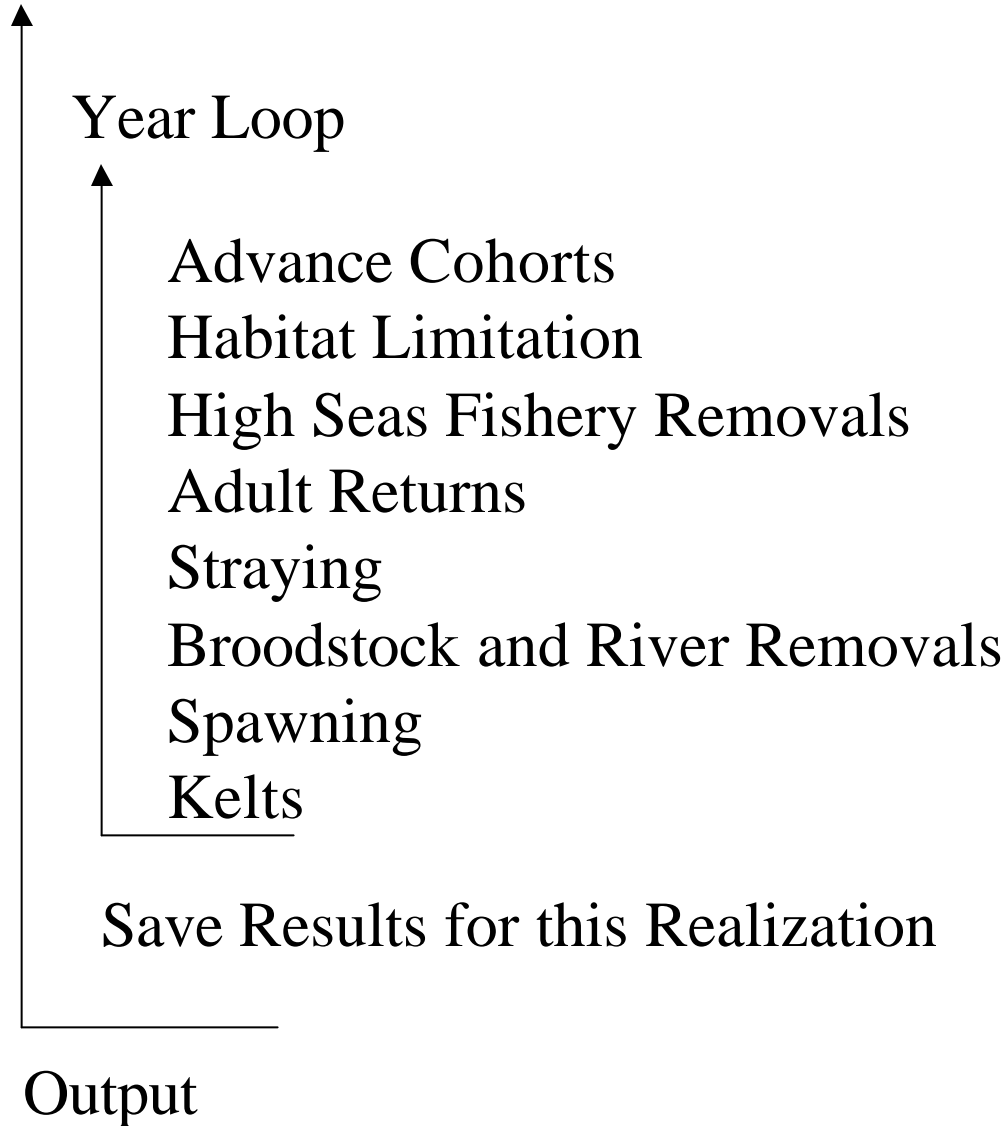 Year Loop
Advance Cohorts
Habitat Limitation
High Seas Fishery Removals
Adult Returns
Straying
Broodstock and River Removals
Spawning
Kelts
Save Results for this Realization
Output